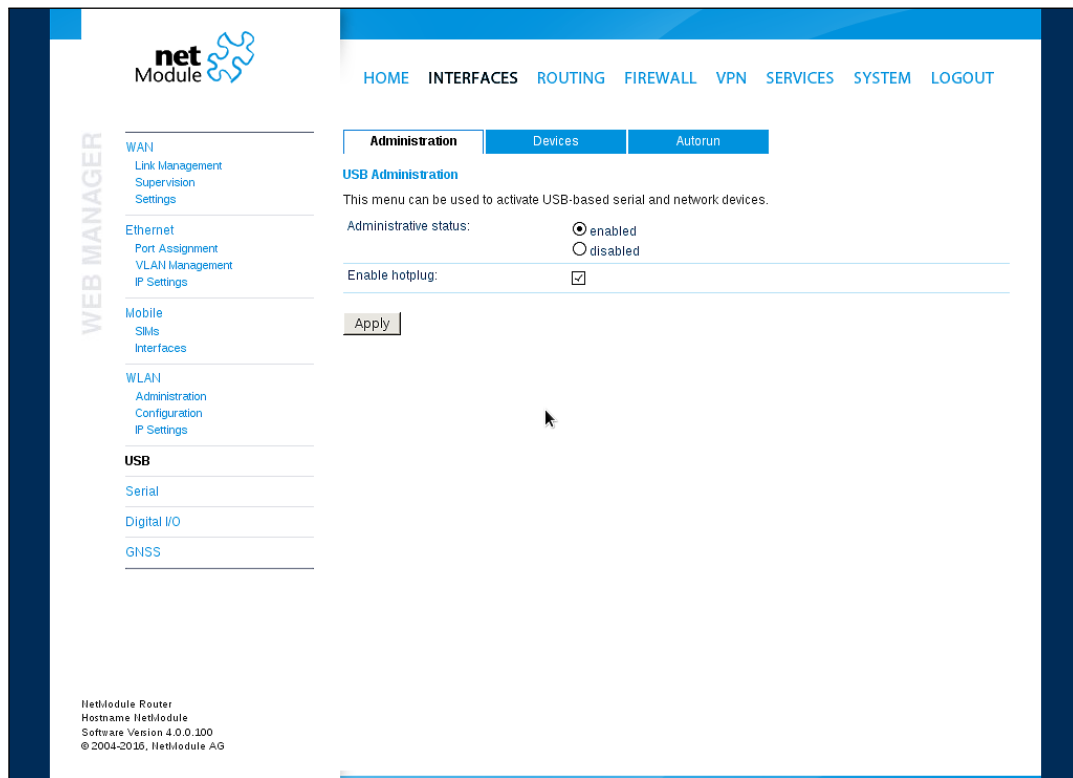 net
Module
HOME INTERFACES ROUTING FIREWALL VPN SERVICES SYSTEM LOGOUT
WEB MANAGER
WAN
Link Management
Supervision
Settings
Ethernet
Port Assignment
VLAN Management
IP Settings
Mobile
SIMs
Interfaces
WLAN
Administration
Configuration
IP Settings
USB
Serial
Digital I/O
GNSS
Administration Devices Autorun
USB Administration
This menu can be used to activate USB-based serial and network devices.
Administrative status:
enabled
disabled
Enable hotplug:
Apply
NetModule Router
Hostname NetModule
Software Version 4.0.0.100
© 2004-2016, NetModule AG